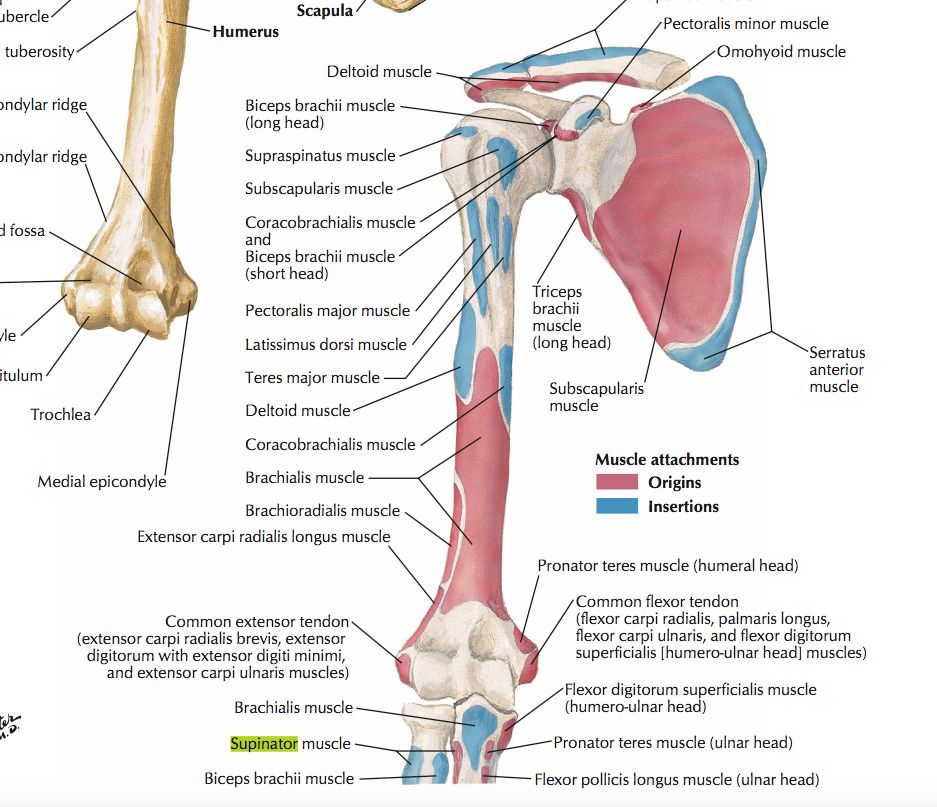 Scapula
Humerus
tuberosity
ondylar ridge
ondylar ridge
d fossa
Trochlea
Medial epicondyle
Pectoralis minor muscle
Omohyoid muscle
Deltoid muscle
Biceps brachii muscle
(long head)
Supraspinatus muscle
Subscapularis muscle
Coracobrachialis muscle
and
Biceps brachii muscle
(short head)
Pectoralis major muscle
Latissimus dorsi muscle
Teres major muscle
Deltoid muscle
Coracobrachialis muscle
Brachialis muscle
Brachioradialis muscle
Extensor carpi radialis longus muscle
Common extensor tendon
(extensor carpi radialis brevis, extensor
digitorum with extensor digiti minimi,
and extensor carpi ulnaris muscles)
Brachialis muscle
Supinator muscle
Biceps brachii muscle
Triceps
brachii
muscle
(long head)
Subscapularis
muscle
Serratus
anterior
muscle
Muscle attachments
Origins
Insertions
Pronator teres muscle (humeral head)
Common flexor tendon
(flexor carpi radialis, palmaris longus,
flexor carpi ulnaris, and flexor digitorum
superficialis [humero-ulnar head] muscles)
Flexor digitorum superficialis muscle
(humero-ulnar head)
Pronator teres muscle (ulnar head)
Flexor pollicis longus muscle (ulnar head)